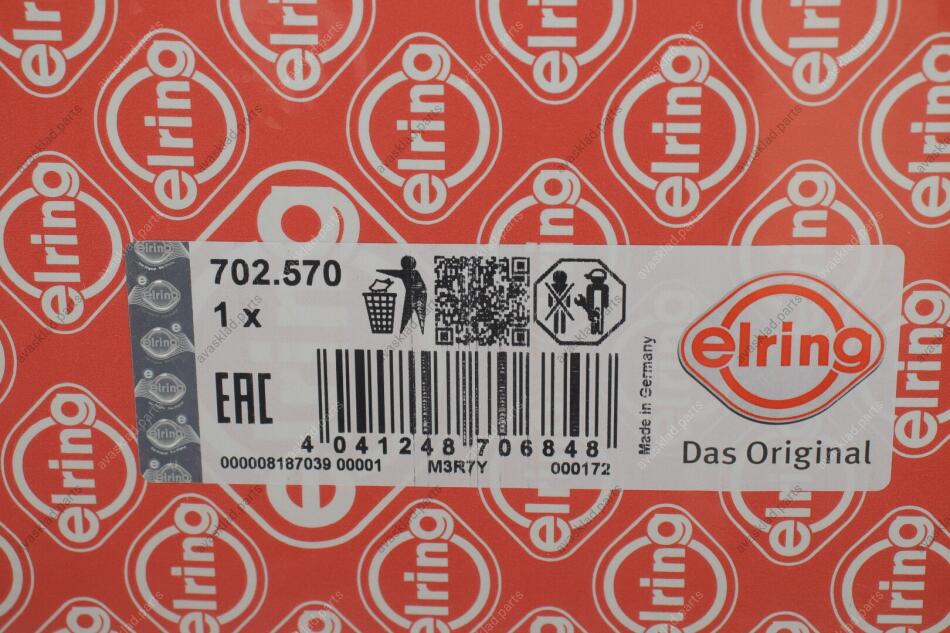 702.570
1 x
EAC
4 041248 706848
000008187039 00001 M3R7Y 000172
Made in Germany
elring
Das Original